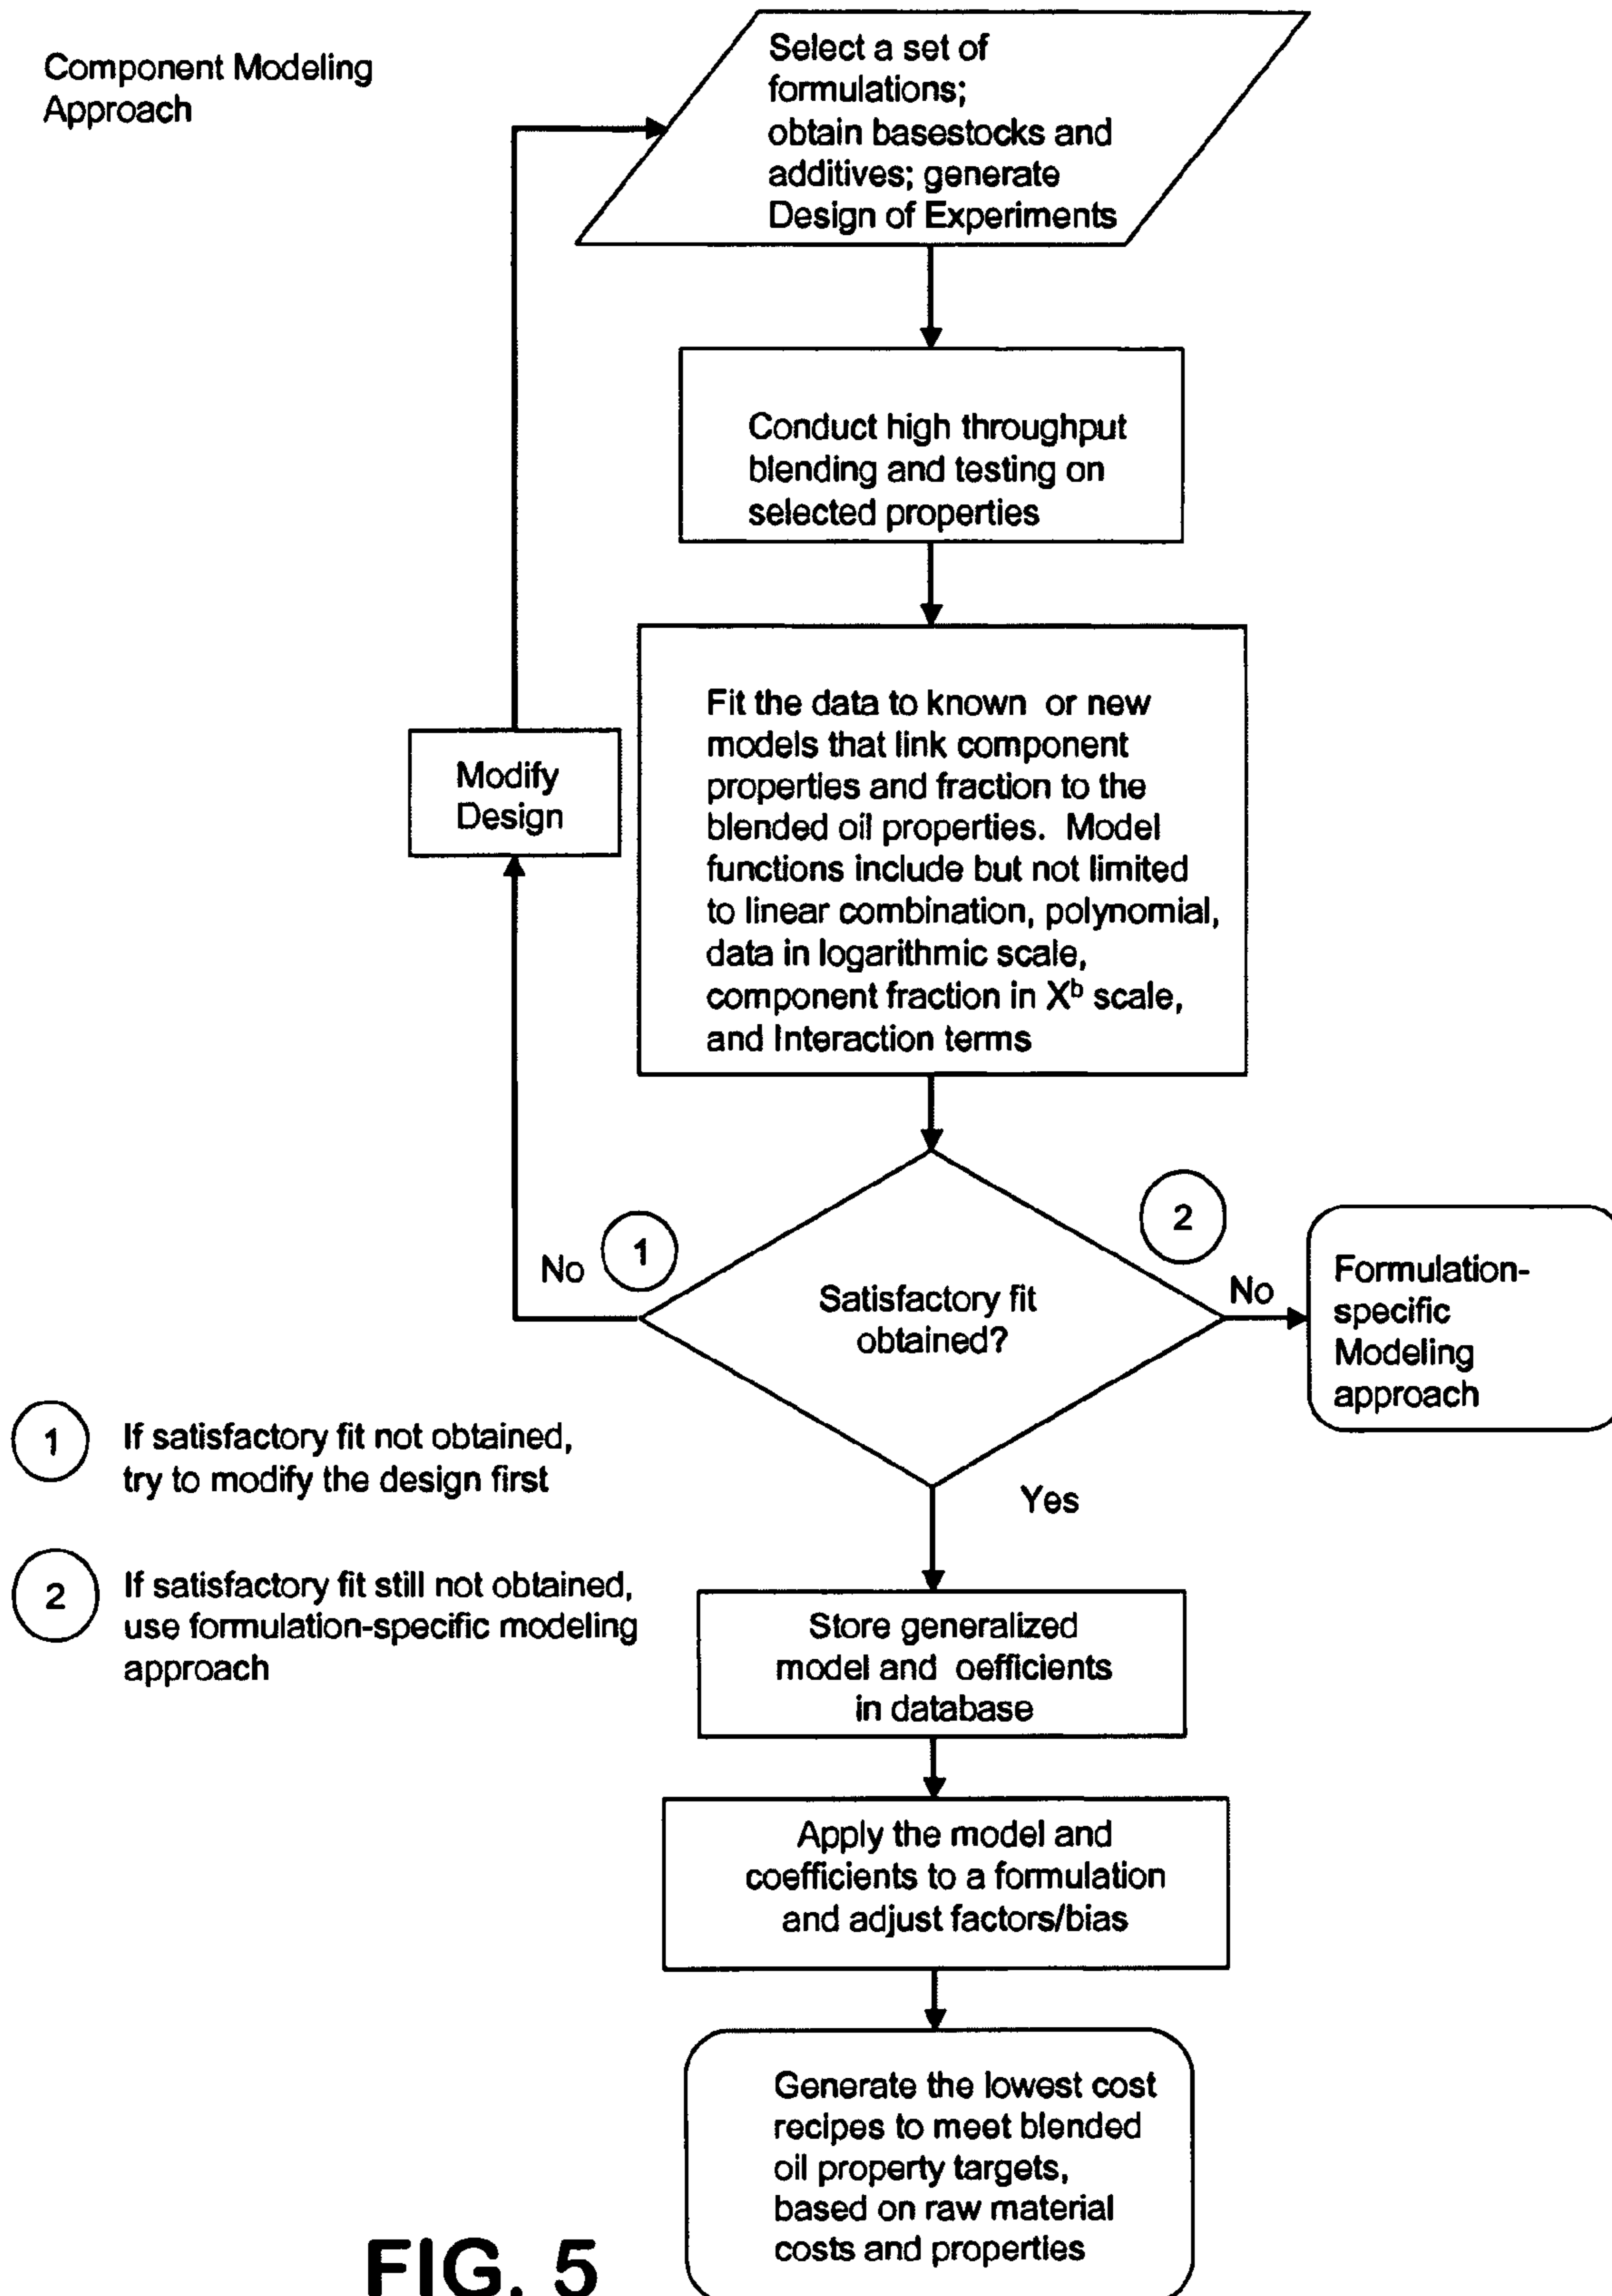 Component Modeling
Approach
Select a set of
formulations;
obtain basestocks and
additives; generate
Design of Experiments
Conduct high throughput
blending and testing on
selected properties
Fit the data to known or new
models that link component
properties and fraction to the
blended oil properties. Model
functions include but not limited
to linear combination, polynomial,
data in logarithmic scale,
component fraction in Xᵇ scale,
and Interaction terms
Modify
Design
No
1
Satisfactory fit
obtained?
2
No
Formulation-
specific
Modeling
approach
1
If satisfactory fit not obtained,
try to modify the design first
2
If satisfactory fit still not obtained,
use formulation-specific modeling
approach
Yes
Store generalized
model and oefficients
in database
Apply the model and
coefficients to a formulation
and adjust factors/bias
Generate the lowest cost
recipes to meet blended
oil property targets,
based on raw material
costs and properties
FIG. 5